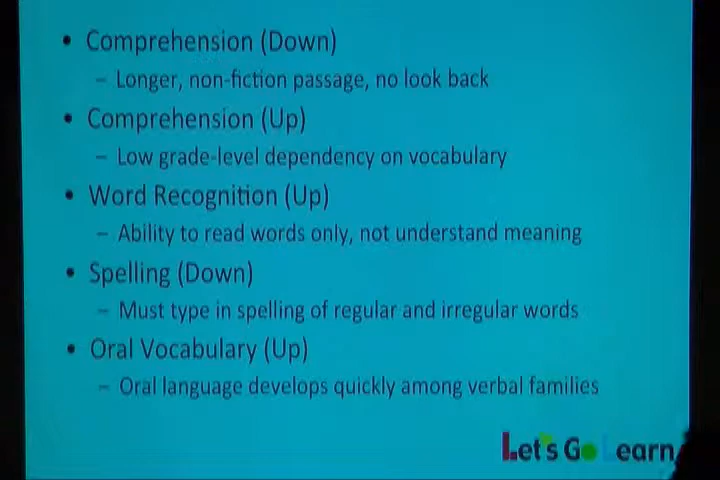 • Comprehension (Down)
– Longer, non-fiction passage, no look back
• Comprehension (Up)
– Low grade-level dependency on vocabulary
• Word Recognition (Up)
– Ability to read words only, not understand meaning
• Spelling (Down)
– Must type in spelling of regular and irregular words
• Oral Vocabulary (Up)
– Oral language develops quickly among verbal families
Let's Go Learn